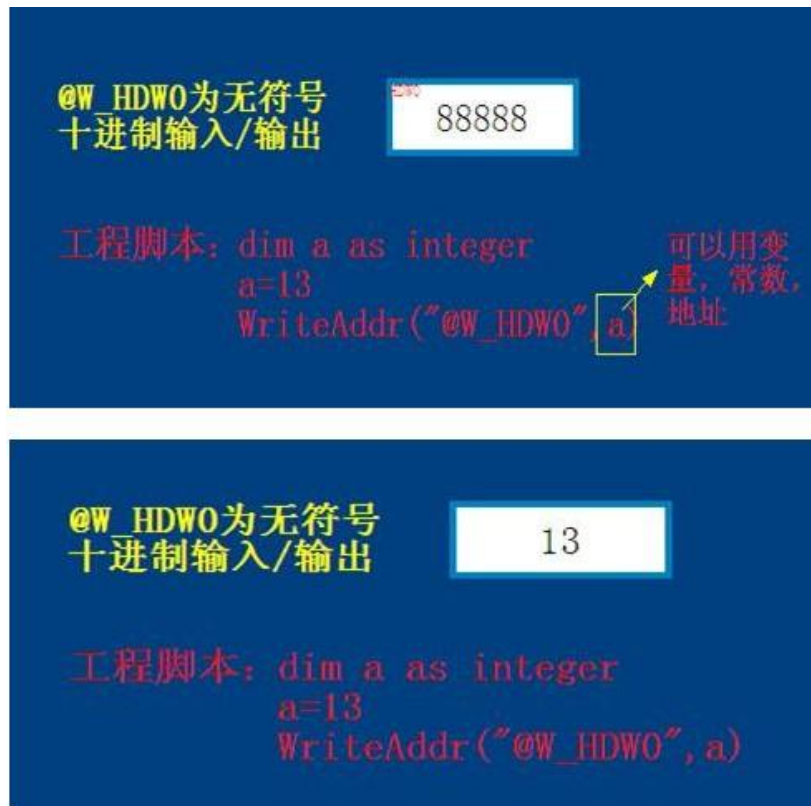 @W_HDW0为无符号
十进制输入/输出
HDW0
88888
工程脚本：dim a as integer
a=13
WriteAddr("@W_HDW0",a)
可以用变
量，常数，
地址
@W_HDW0为无符号
十进制输入/输出
13
工程脚本：dim a as integer
a=13
WriteAddr("@W_HDW0",a)